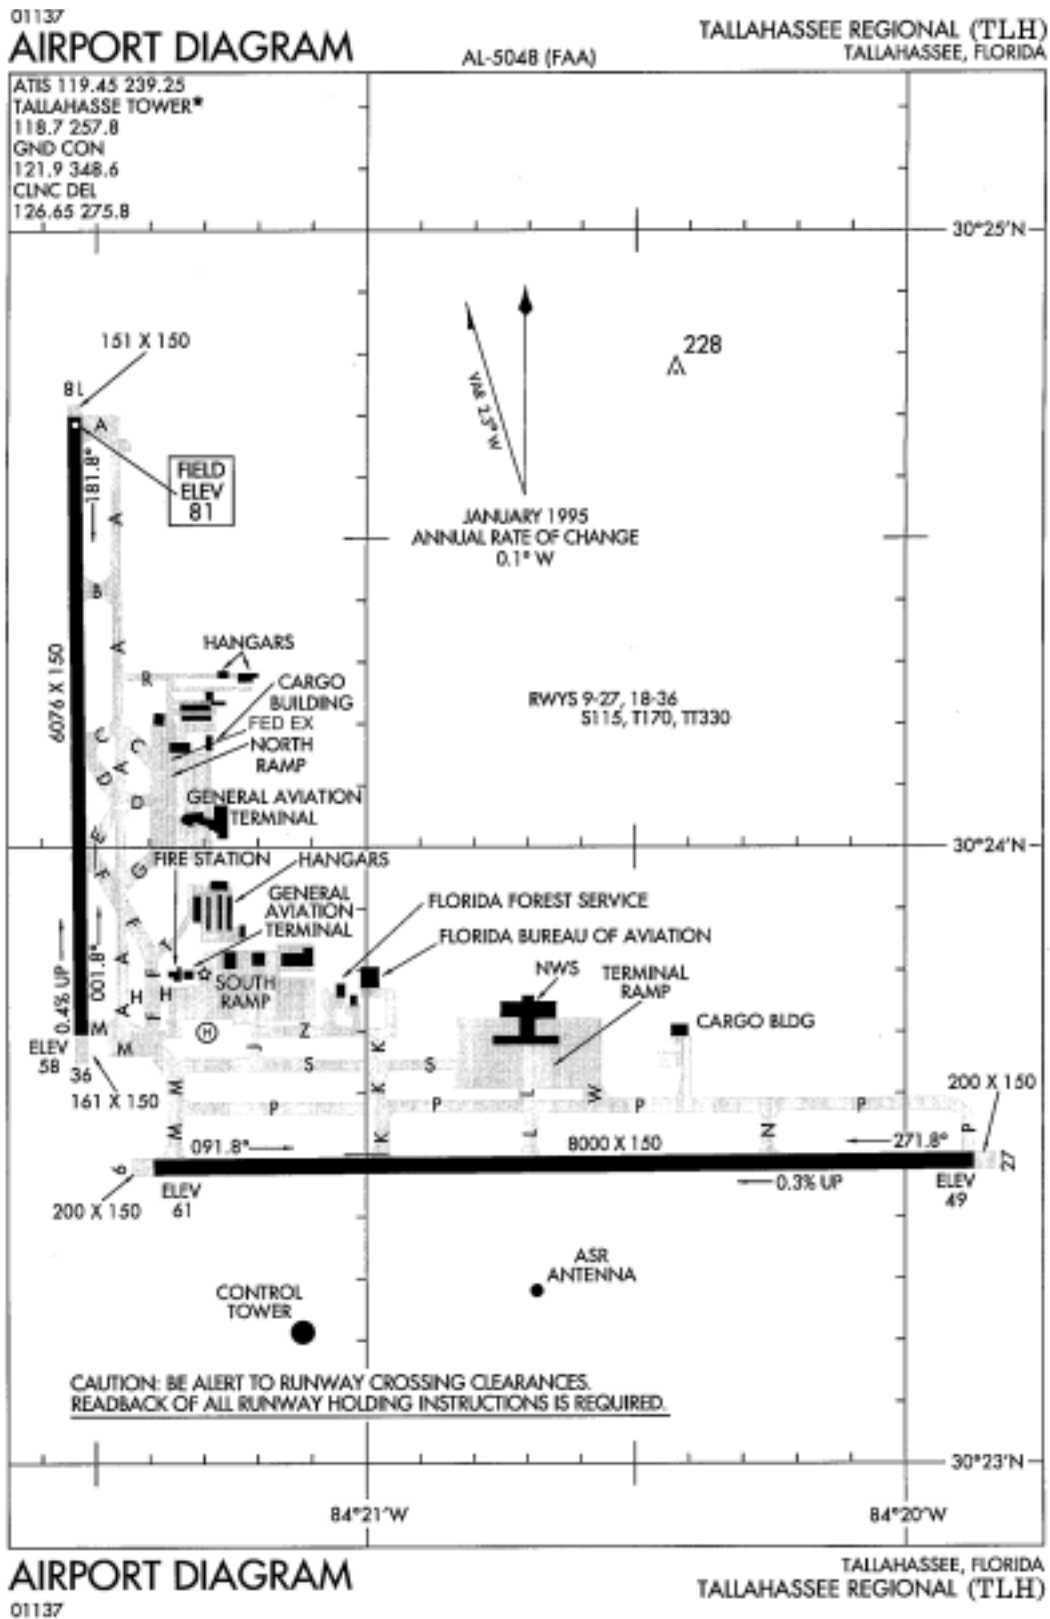 01137
AIRPORT DIAGRAM
AL-5048 (FAA)
TALLAHASSEE REGIONAL (TLH)
TALLAHASSEE, FLORIDA
ATIS 119.45 239.25
TALLAHASSE TOWER*
118.7 257.8
GND CON
121.9 348.6
CLNC DEL
126.65 275.8
30°25'N
151 X 150
18
228
VAR 2.5° W
A
181.8°
FIELD
ELEV
81
A
JANUARY 1995
ANNUAL RATE OF CHANGE
0.1° W
B
A
6076 X 150
HANGARS
R
CARGO
BUILDING
FED EX
NORTH
RAMP
RWYS 9-27, 18-36
S115, T170, TT330
C
C
A
D
D
GENERAL AVIATION
TERMINAL
E
30°24'N
FIRE STATION
HANGARS
F
G
GENERAL
AVIATION
TERMINAL
FLORIDA FOREST SERVICE
F
FLORIDA BUREAU OF AVIATION
T
0.4% UP
001.8°
A
F
NWS
TERMINAL
RAMP
SOUTH
RAMP
H
H
A
F
CARGO BLDG
M
H
Z
J
K
ELEV
58
M
S
S
36
161 X 150
M
K
L
W
200 X 150
P
P
P
P
M
K
L
N
P
091.8°
8000 X 150
271.8°
9
27
ELEV
61
0.3% UP
ELEV
49
200 X 150
ASR
ANTENNA
CONTROL
TOWER
CAUTION: BE ALERT TO RUNWAY CROSSING CLEARANCES.
READBACK OF ALL RUNWAY HOLDING INSTRUCTIONS IS REQUIRED.
30°23'N
84°21'W
84°20'W
AIRPORT DIAGRAM
01137
TALLAHASSEE, FLORIDA
TALLAHASSEE REGIONAL (TLH)